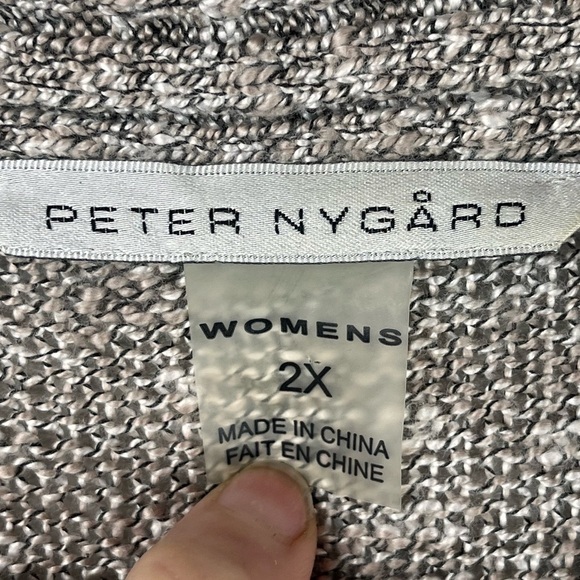 PETER NYGÅRD
WOMENS
2X
MADE IN CHINA
FAIT EN CHINE